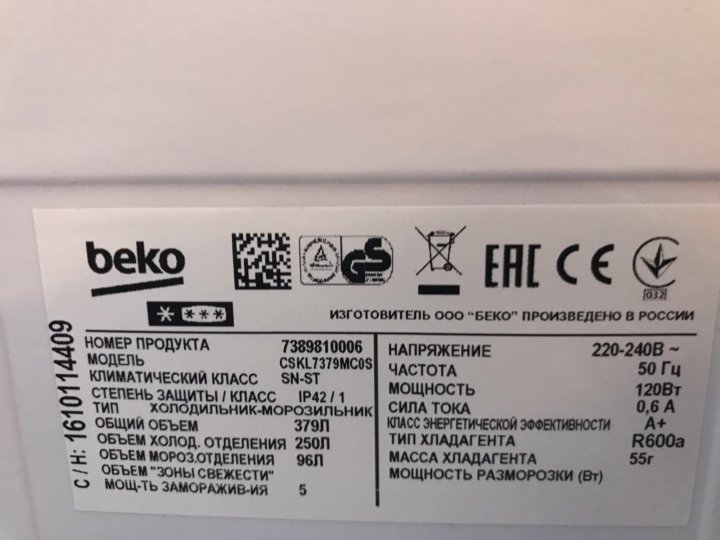 beko
EAC CE
032
ИЗГОТОВИТЕЛЬ ООО "БЕКО" ПРОИЗВЕДЕНО В РОССИИ
С / Н: 1610114409
НОМЕР ПРОДУКТА 7389810006
МОДЕЛЬ CSKL7379MC0S
КЛИМАТИЧЕСКИЙ КЛАСС SN-ST
СТЕПЕНЬ ЗАЩИТЫ / КЛАСС IP42 / 1
ТИП ХОЛОДИЛЬНИК-МОРОЗИЛЬНИК
ОБЩИЙ ОБЪЕМ 379Л
ОБЪЕМ ХОЛОД. ОТДЕЛЕНИЯ 250Л
ОБЪЕМ МОРОЗ.ОТДЕЛЕНИЯ 96Л
ОБЪЕМ "ЗОНЫ СВЕЖЕСТИ"
МОЩ-ТЬ ЗАМОРАЖИВ-ИЯ 5
НАПРЯЖЕНИЕ 220-240В ~
ЧАСТОТА 50 Гц
МОЩНОСТЬ 120Вт
СИЛА ТОКА 0,6 А
КЛАСС ЭНЕРГЕТИЧЕСКОЙ ЭФФЕКТИВНОСТИ А+
ТИП ХЛАДАГЕНТА R600a
МАССА ХЛАДАГЕНТА 55г
МОЩНОСТЬ РАЗМОРОЗКИ (Вт)